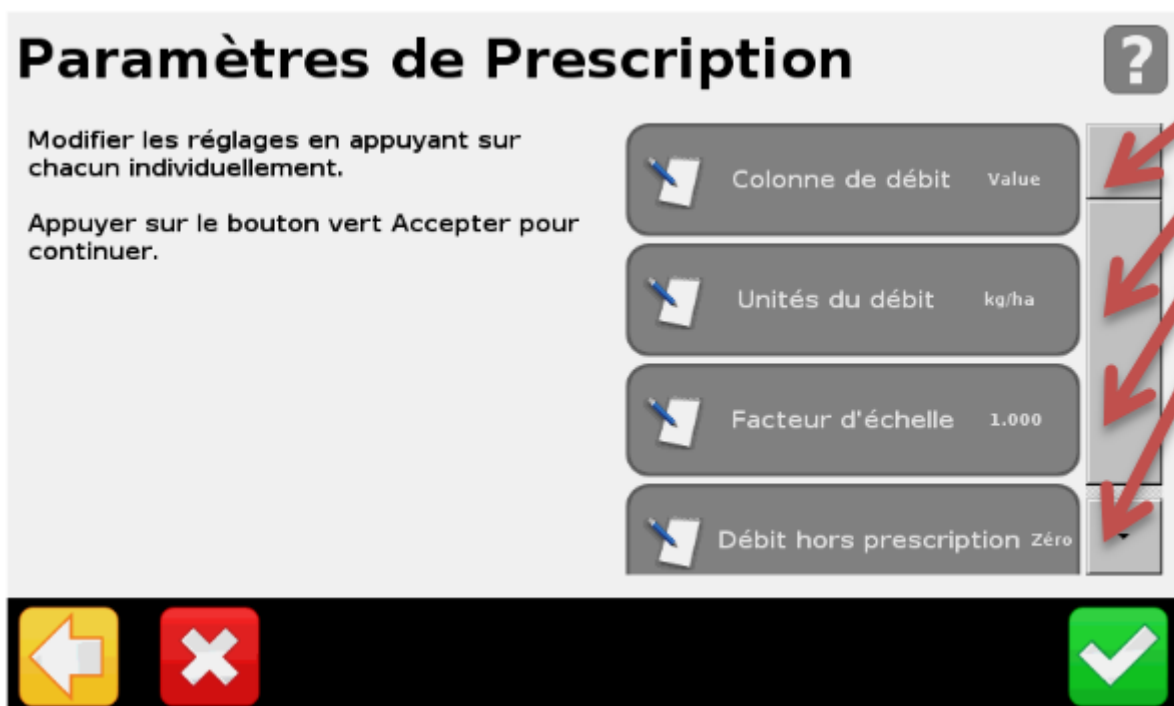 Paramètres de Prescription
?
Modifier les réglages en appuyant sur
chacun individuellement.
Appuyer sur le bouton vert Accepter pour
continuer.
Colonne de débit Value
Unités du débit kg/ha
Facteur d'échelle 1.000
Débit hors prescription Zéro